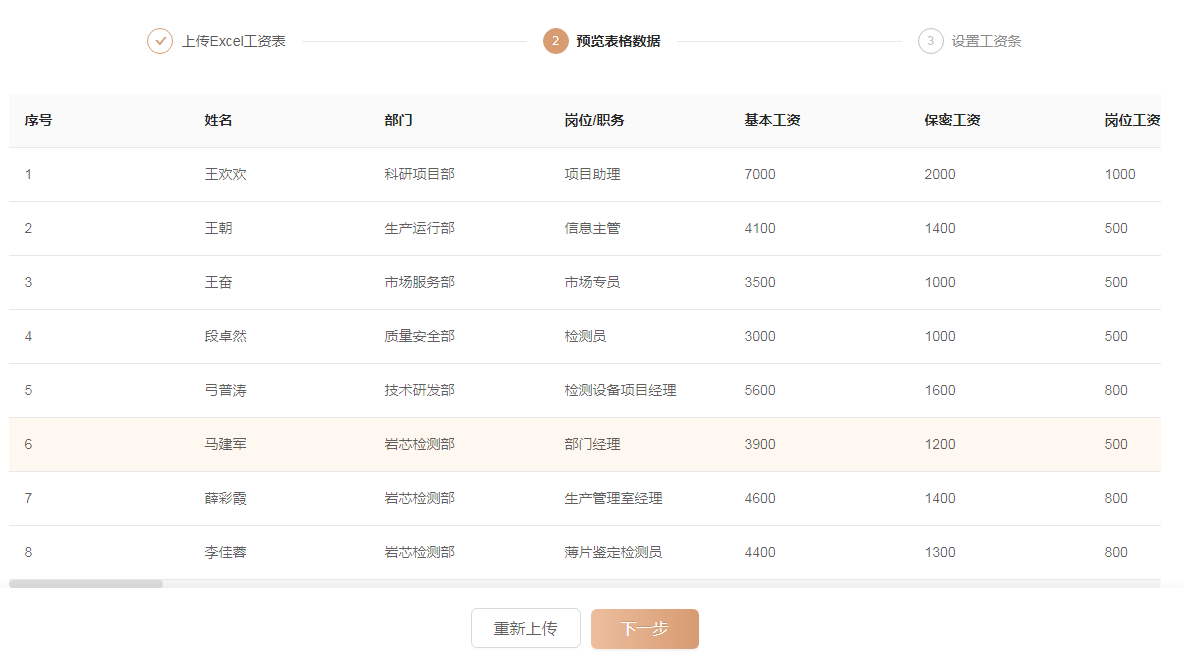 上传Excel工资表 2 预览表格数据 3 设置工资条
序号 姓名 部门 岗位/职务 基本工资 保密工资 岗位工资
1 王欢欢 科研项目部 项目助理 7000 2000 1000
2 王朝 生产运行部 信息主管 4100 1400 500
3 王奋 市场服务部 市场专员 3500 1000 500
4 段卓然 质量安全部 检测员 3000 1000 500
5 弓普涛 技术研发部 检测设备项目经理 5600 1600 800
6 马建军 岩芯检测部 部门经理 3900 1200 500
7 薛彩霞 岩芯检测部 生产管理室经理 4600 1400 800
8 李佳蓉 岩芯检测部 薄片鉴定检测员 4400 1300 800
重新上传 下一步